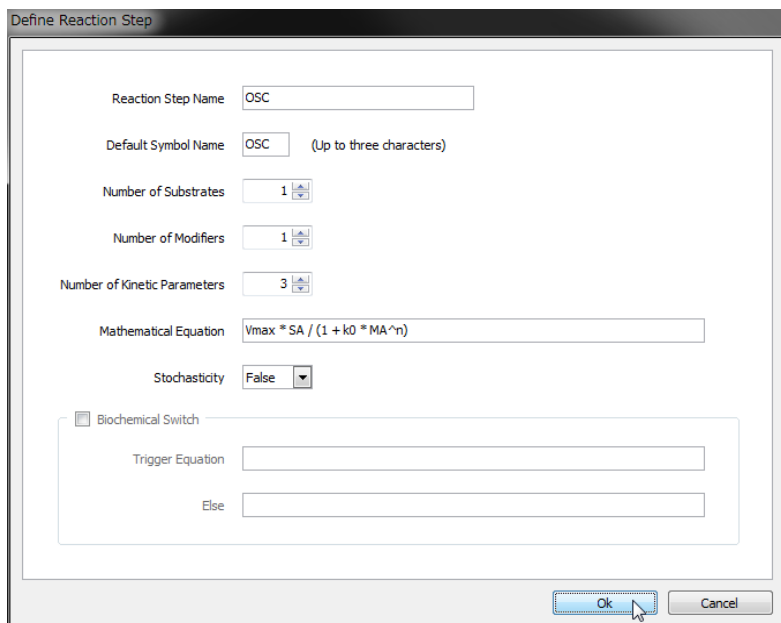 Define Reaction Step
Reaction Step Name OSC
Default Symbol Name OSC (Up to three characters)
Number of Substrates 1
Number of Modifiers 1
Number of Kinetic Parameters 3
Mathematical Equation Vmax * SA / (1 + k0 * MA^n)
Stochasticity False
Biochemical Switch
Trigger Equation
Else
Ok Cancel